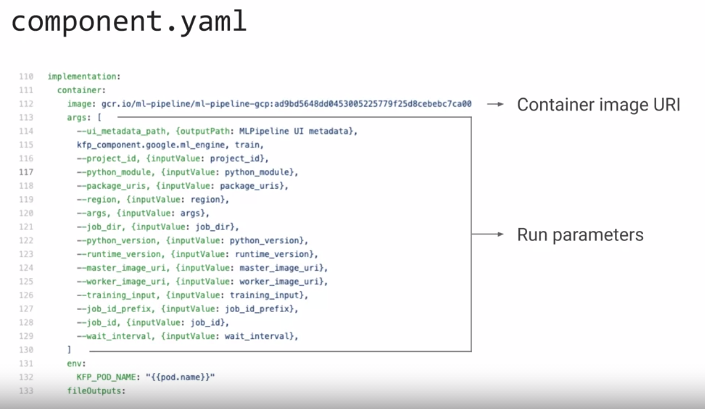 component.yaml
110 implementation:
111 container:
112 image: gcr.io/ml-pipeline/ml-pipeline-gcp:ad9bd5648dd0453005225779f25d8cebebc7ca00
Container image URI
113 args: [
114 --ui_metadata_path, {outputPath: MLPipeline UI metadata},
115 kfp_component.google.ml_engine, train,
116 --project_id, {inputValue: project_id},
117 --python_module, {inputValue: python_module},
118 --package_uris, {inputValue: package_uris},
119 --region, {inputValue: region},
120 --args, {inputValue: args},
121 --job_dir, {inputValue: job_dir},
122 --python_version, {inputValue: python_version},
Run parameters
123 --runtime_version, {inputValue: runtime_version},
124 --master_image_uri, {inputValue: master_image_uri},
125 --worker_image_uri, {inputValue: worker_image_uri},
126 --training_input, {inputValue: training_input},
127 --job_id_prefix, {inputValue: job_id_prefix},
128 --job_id, {inputValue: job_id},
129 --wait_interval, {inputValue: wait_interval},
130 ]
131 env:
132 KFP_POD_NAME: "{{pod.name}}"
133 fileOutputs: